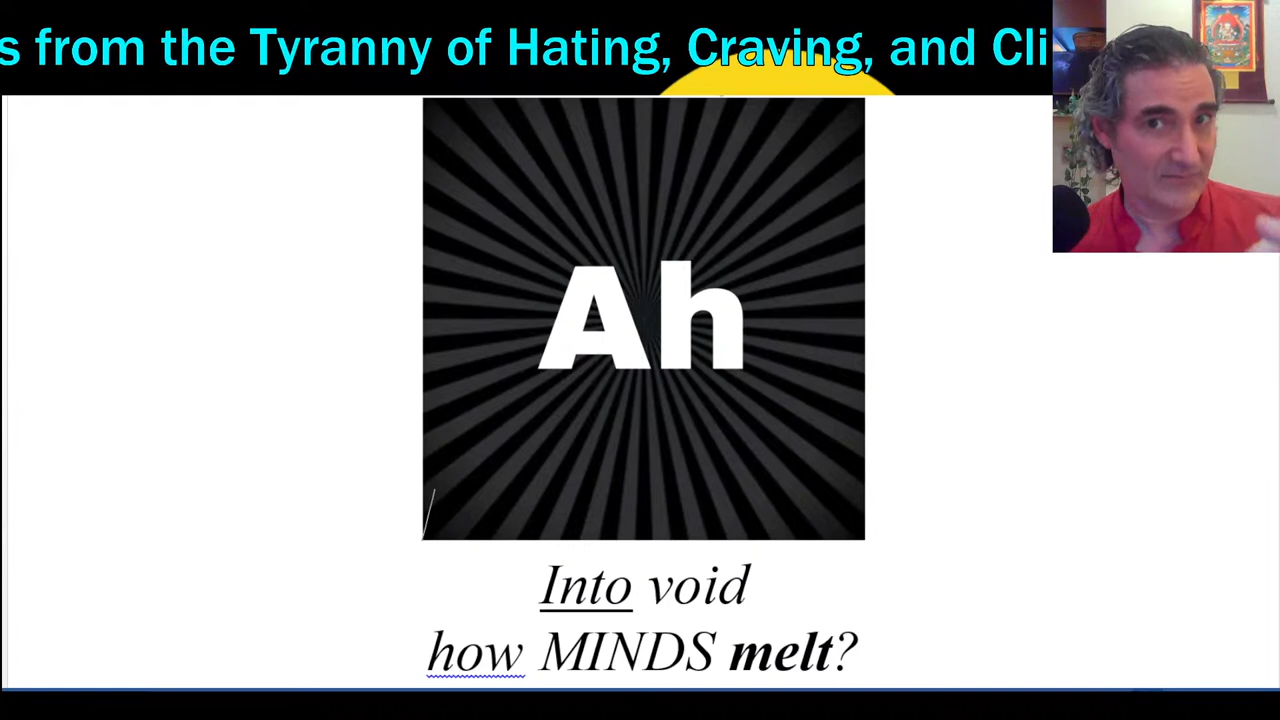 s from the Tyranny of Hating, Craving, and Cli
Ah
Into void
how MINDS melt?